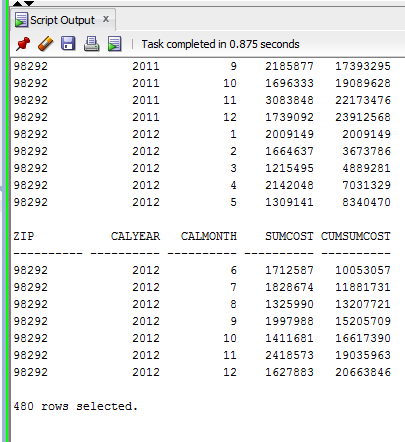 Script Output x
Task completed in 0.875 seconds
98292 2011 9 2185877 17393295
98292 2011 10 1696333 19089628
98292 2011 11 3083848 22173476
98292 2011 12 1739092 23912568
98292 2012 1 2009149 2009149
98292 2012 2 1664637 3673786
98292 2012 3 1215495 4889281
98292 2012 4 2142048 7031329
98292 2012 5 1309141 8340470
ZIP CALYEAR CALMONTH SUMCOST CUMSUMCOST
---------- ---------- ---------- ---------- ----------
98292 2012 6 1712587 10053057
98292 2012 7 1828674 11881731
98292 2012 8 1325990 13207721
98292 2012 9 1997988 15205709
98292 2012 10 1411681 16617390
98292 2012 11 2418573 19035963
98292 2012 12 1627883 20663846
480 rows selected.